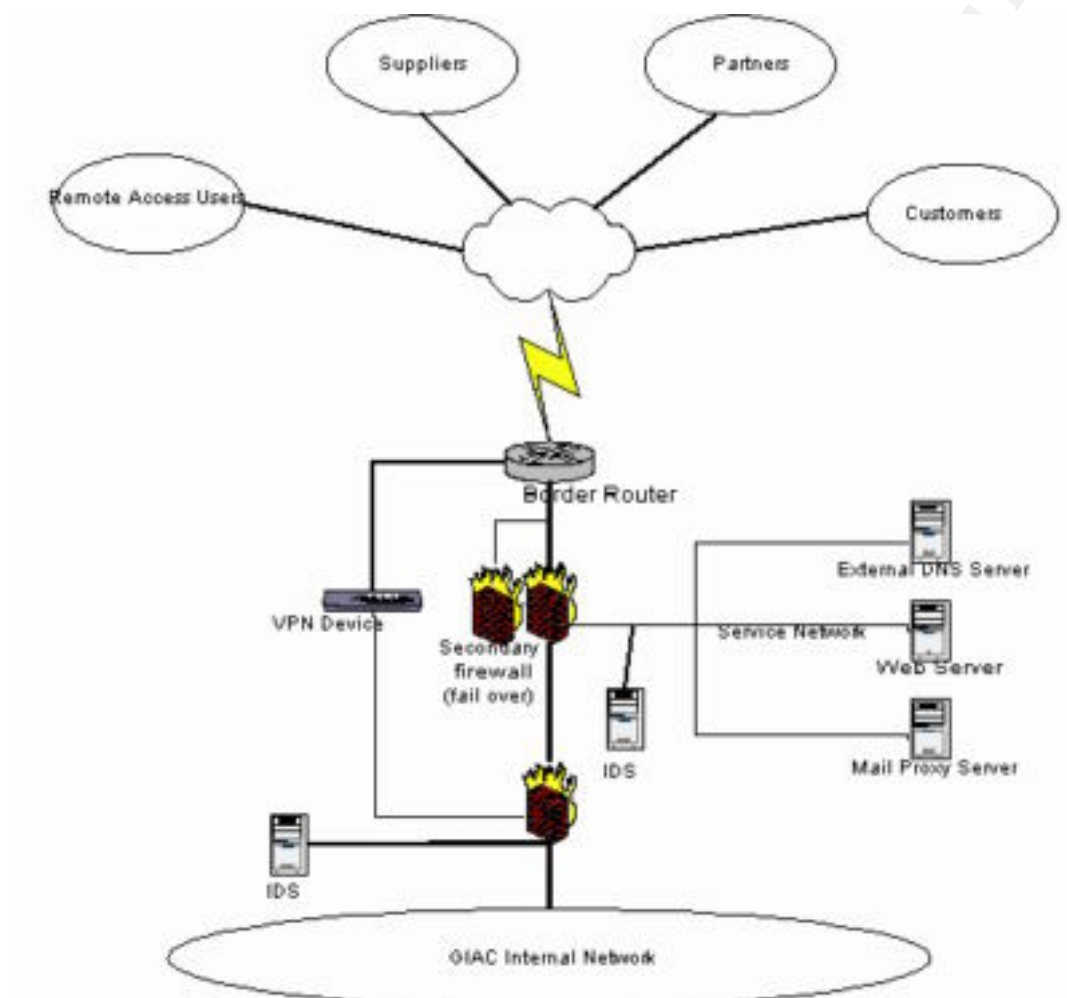 Suppliers
Partners
Remote Access Users
Customers
Border Router
External DNS Server
VPN Device
Service Network
Secondary
firewall
(fail over)
Web Server
IDS
Mail Proxy Server
IDS
GIAC Internal Network